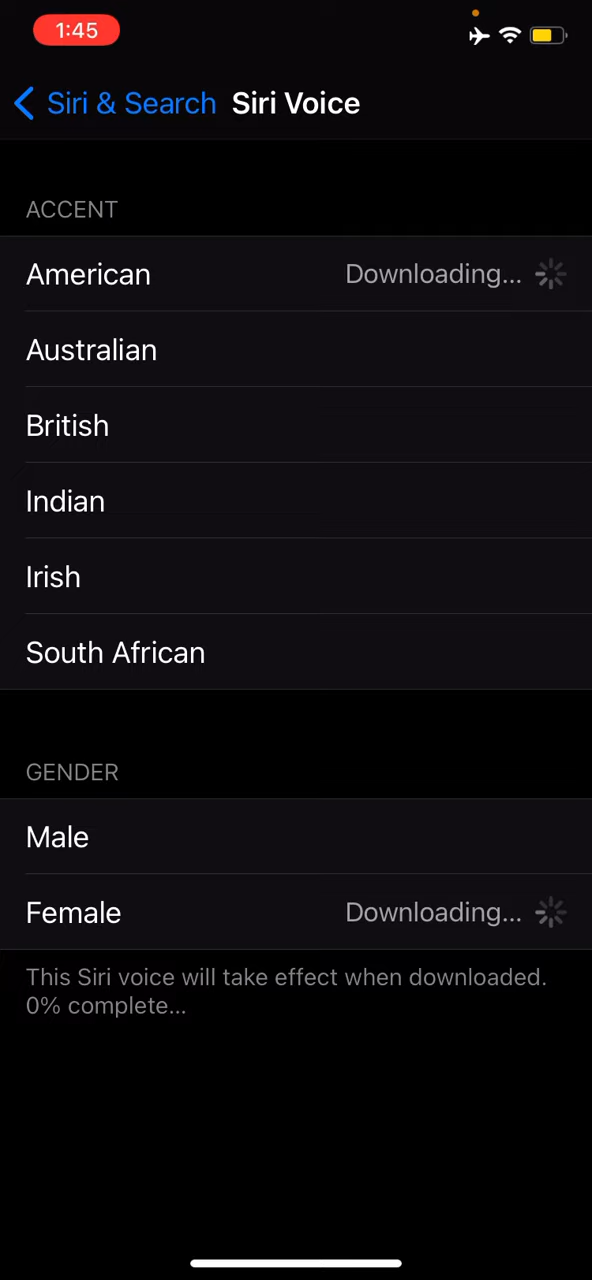 1:45
Siri & Search Siri Voice
ACCENT
American Downloading...
Australian
British
Indian
Irish
South African
GENDER
Male
Female Downloading...
This Siri voice will take effect when downloaded.
0% complete...